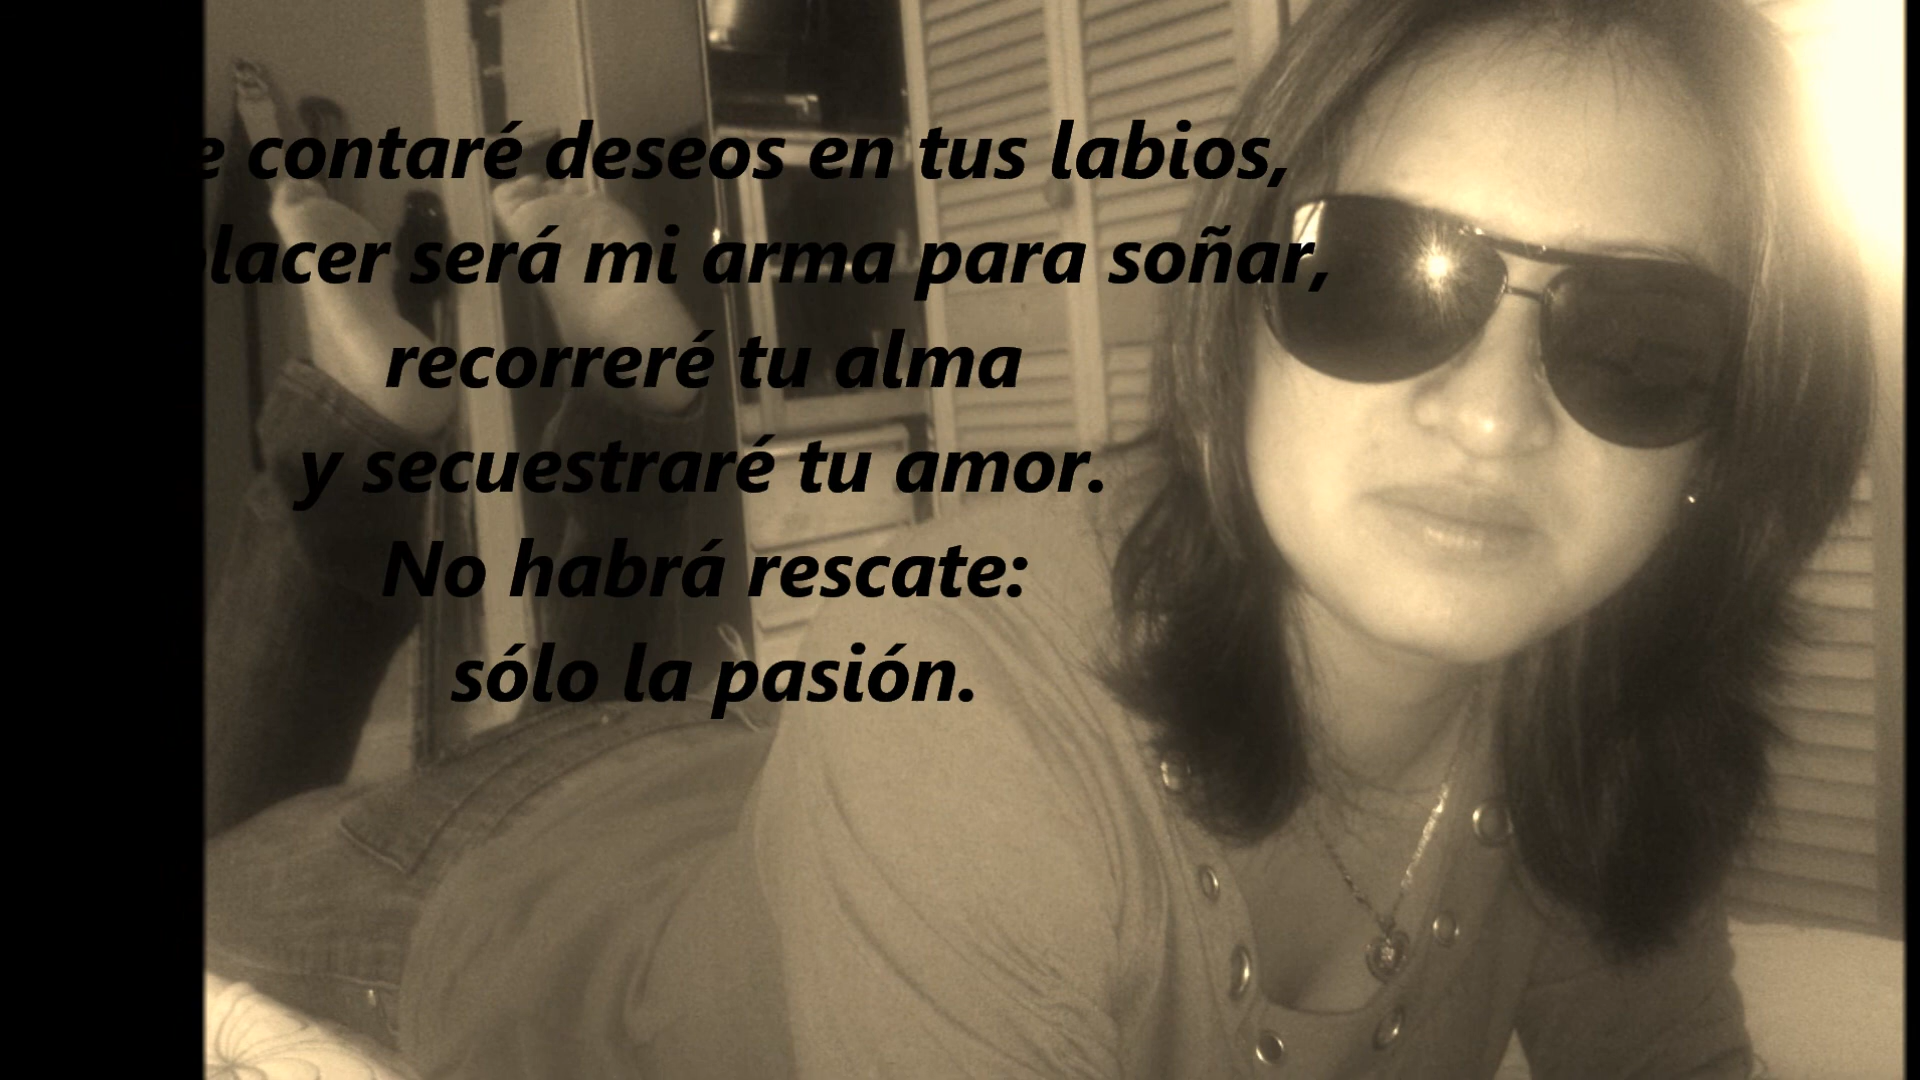 contaré deseos en tus labios,
será mi arma para soñar,
recorreré tu alma
y secuestraré tu amor.
No habrá rescate:
sólo la pasión.